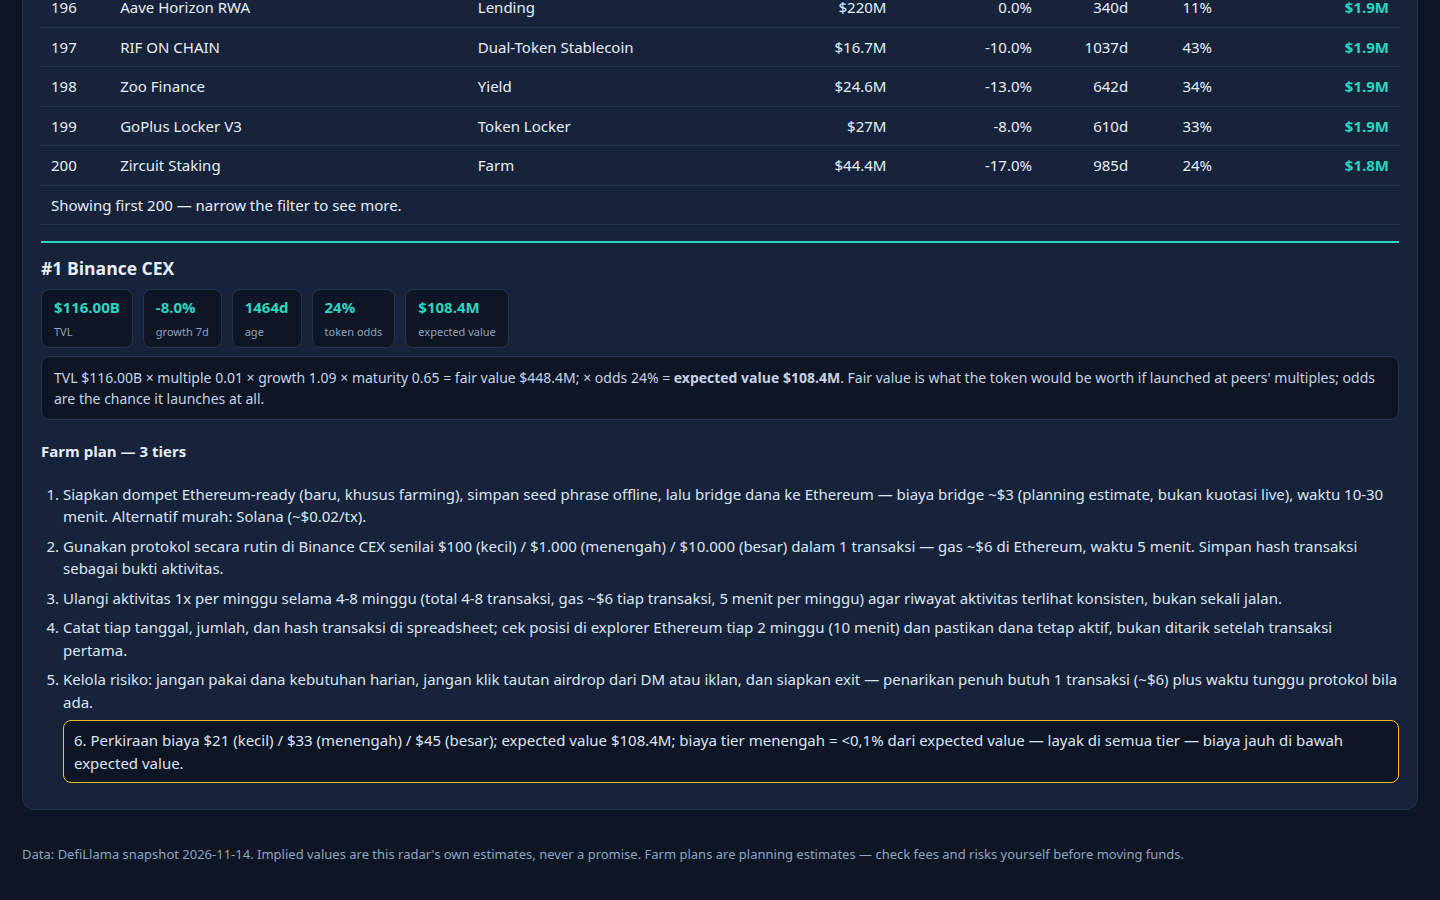 196 Aave Horizon RWA Lending $220M 0.0% 340d 11% $1.9M
197 RIF ON CHAIN Dual-Token Stablecoin $16.7M -10.0% 1037d 43% $1.9M
198 Zoo Finance Yield $24.6M -13.0% 642d 34% $1.9M
199 GoPlus Locker V3 Token Locker $27M -8.0% 610d 33% $1.9M
200 Zircuit Staking Farm $44.4M -17.0% 985d 24% $1.8M
Showing first 200 — narrow the filter to see more.
#1 Binance CEX
$116.00B -8.0% 1464d 24% $108.4M
TVL growth 7d age token odds expected value
TVL $116.00B × multiple 0.01 × growth 1.09 × maturity 0.65 = fair value $448.4M; × odds 24% = expected value $108.4M. Fair value is what the token would be worth if launched at peers' multiples; odds
are the chance it launches at all.
Farm plan — 3 tiers
1. Siapkan dompet Ethereum-ready (baru, khusus farming), simpan seed phrase offline, lalu bridge dana ke Ethereum — biaya bridge ~$3 (planning estimate, bukan kuotasi live), waktu 10-30
menit. Alternatif murah: Solana (~$0.02/tx).
2. Gunakan protokol secara rutin di Binance CEX senilai $100 (kecil) / $1.000 (menengah) / $10.000 (besar) dalam 1 transaksi — gas ~$6 di Ethereum, waktu 5 menit. Simpan hash transaksi
sebagai bukti aktivitas.
3. Ulangi aktivitas 1x per minggu selama 4-8 minggu (total 4-8 transaksi, gas ~$6 tiap transaksi, 5 menit per minggu) agar riwayat aktivitas terlihat konsisten, bukan sekali jalan.
4. Catat tiap tanggal, jumlah, dan hash transaksi di spreadsheet; cek posisi di explorer Ethereum tiap 2 minggu (10 menit) dan pastikan dana tetap aktif, bukan ditarik setelah transaksi
pertama.
5. Kelola risiko: jangan pakai dana kebutuhan harian, jangan klik tautan airdrop dari DM atau iklan, dan siapkan exit — penarikan penuh butuh 1 transaksi (~$6) plus waktu tunggu protokol bila
ada.
6. Perkiraan biaya $21 (kecil) / $33 (menengah) / $45 (besar); expected value $108.4M; biaya tier menengah = <0,1% dari expected value — layak di semua tier — biaya jauh di bawah
expected value.
Data: DefiLlama snapshot 2026-11-14. Implied values are this radar's own estimates, never a promise. Farm plans are planning estimates — check fees and risks yourself before moving funds.